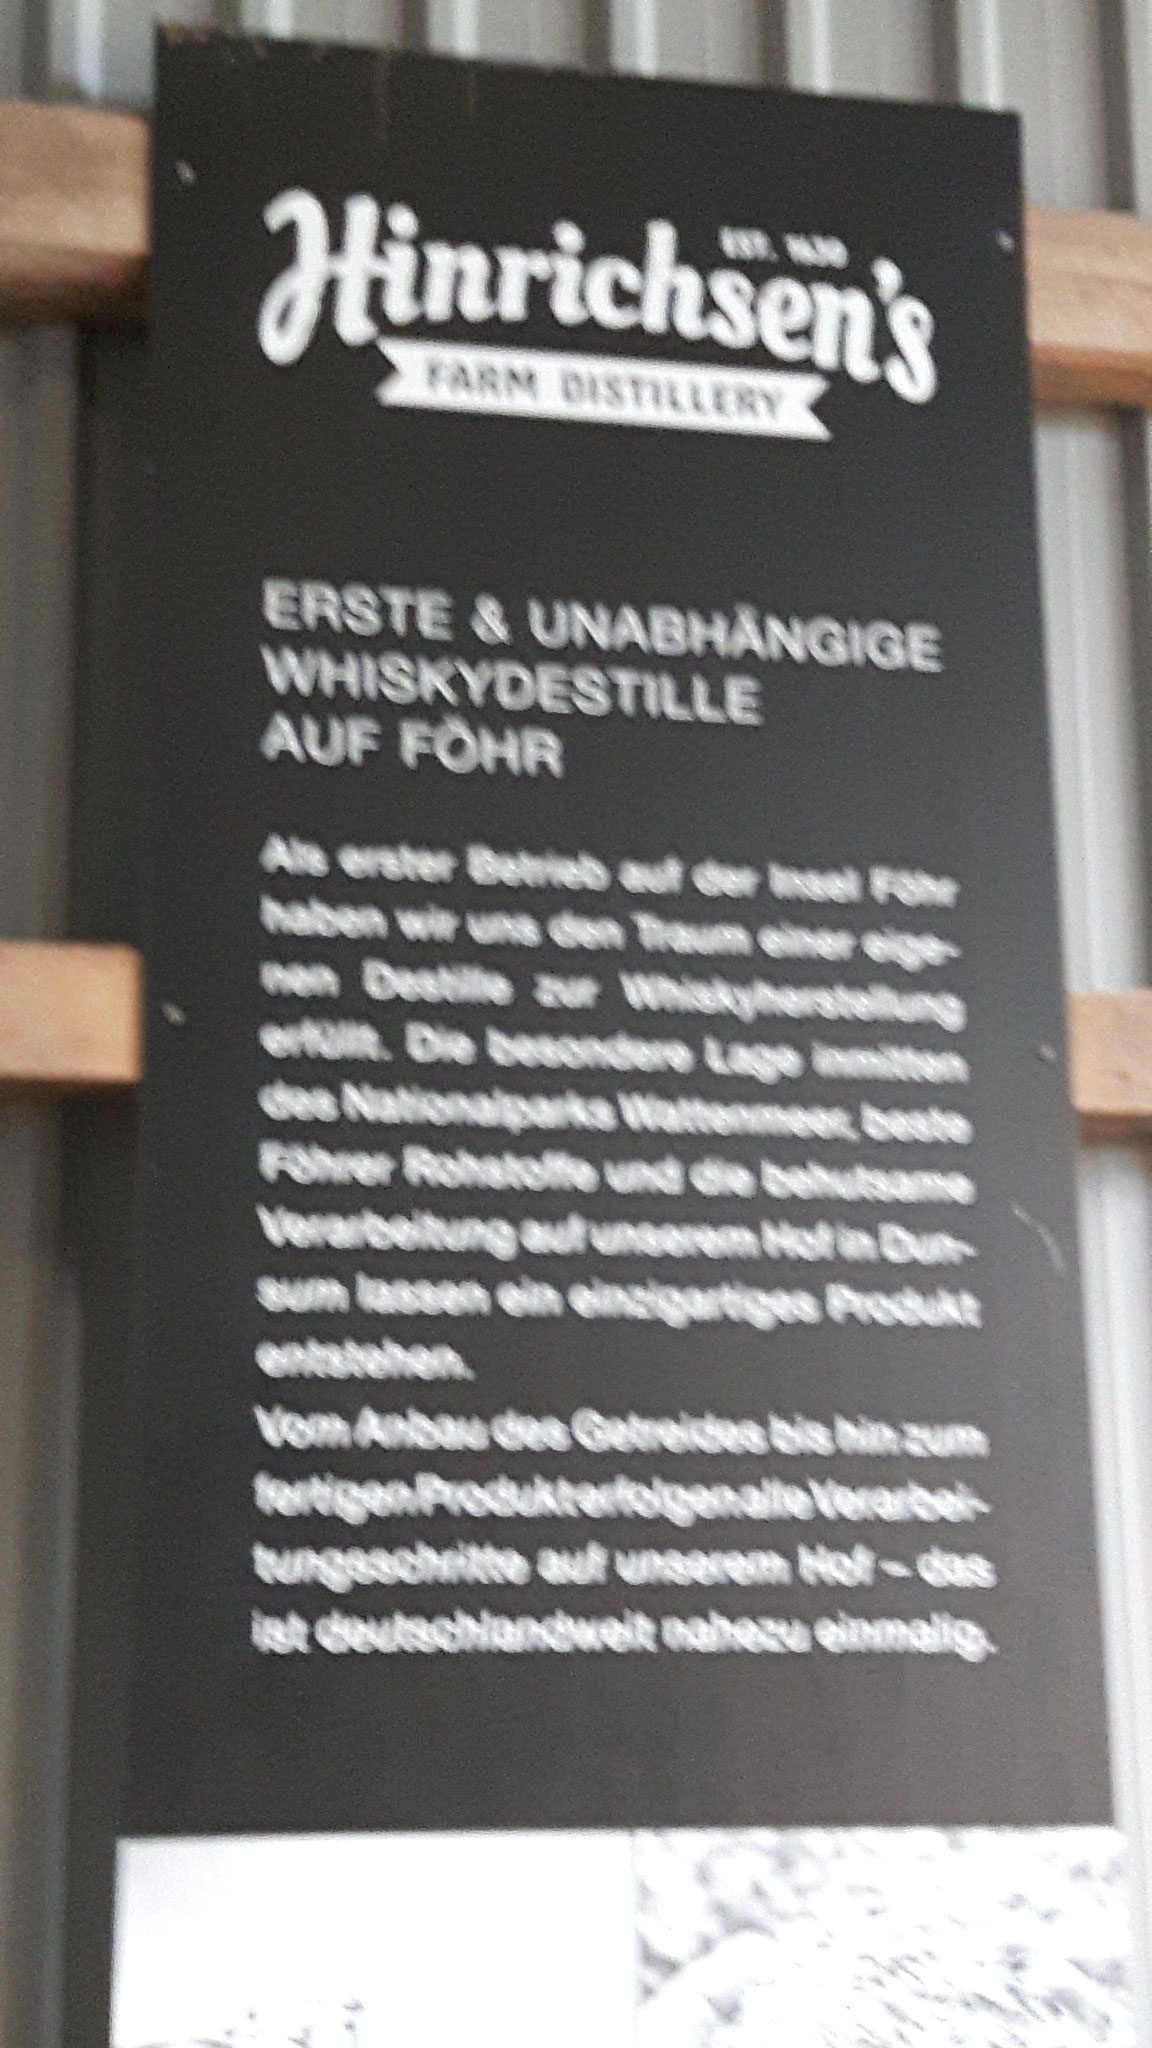 EST.
Hinrichsen's
FARM DISTILLERY
ERSTE & UNABHÄNGIGE
WHISKYDESTILLE
AUF FÖHR
Als erster Betrieb auf der Insel Föhr
haben wir uns den Traum einer eige-
nen Destille zur Whiskyherstellung
erfüllt. Die besondere Lage inmitten
des Nationalparks Wattenmeer, beste
Föhrer Rohstoffe und die behutsame
Verarbeitung auf unserem Hof in Dun-
sum lassen ein einzigartiges Produkt
entstehen.
Vom Anbau des Getreides bis hin zum
fertigen Produkt erfolgen alle Verarbei-
tungsschritte auf unserem Hof – das
ist deutschlandweit nahezu einmalig.